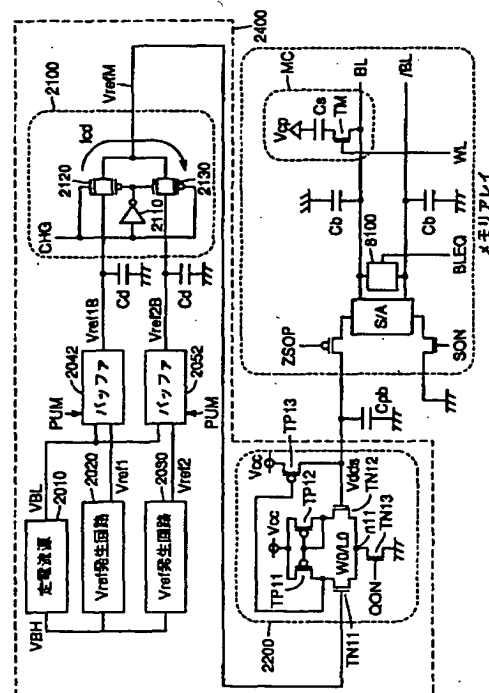 2400
2100
VrefM
Icd
2120
2130
2110
CHG
Cd
Cd
Vref1B
Vref2B
2042
2052
バッファ
バッファ
PUM
PUM
VBL
2010
2020
Vref1
2030
Vref2
定電流源
Vref発生回路
Vref発生回路
VBH
MC
BL
/BL
Vcp
Cs
TM
WL
Cb
Cb
8100
BLEQ
S/A
ZSOP
SON
メモリアレイ
Cpb
TP13
Vcc
TP12
Vcc
TP11
Vdds
TN12
W0/L0
n11
TN13
QON
TN11
2200